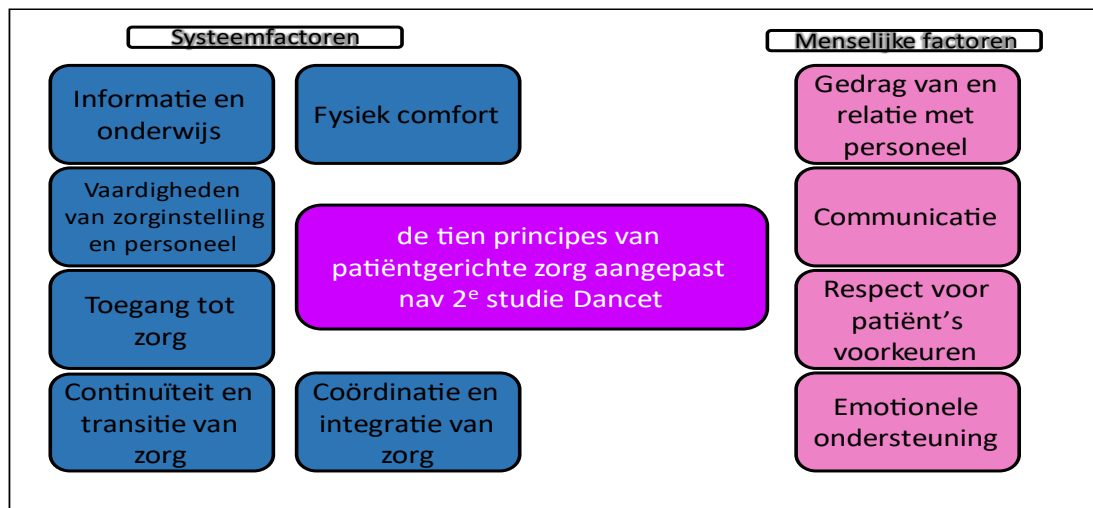 Systeemfactoren
Informatie en
onderwijs
Fysiek comfort
Vaardigheden
van zorginstelling
en personeel
Toegang tot
zorg
Continuïteit en
transitie van
zorg
Coördinatie en
integratie van
zorg
de tien principes van
patiëntgerichte zorg aangepast
nav 2e studie Dancet
Menselijke factoren
Gedrag van en
relatie met
personeel
Communicatie
Respect voor
patiënt’s
voorkeuren
Emotionele
ondersteuning